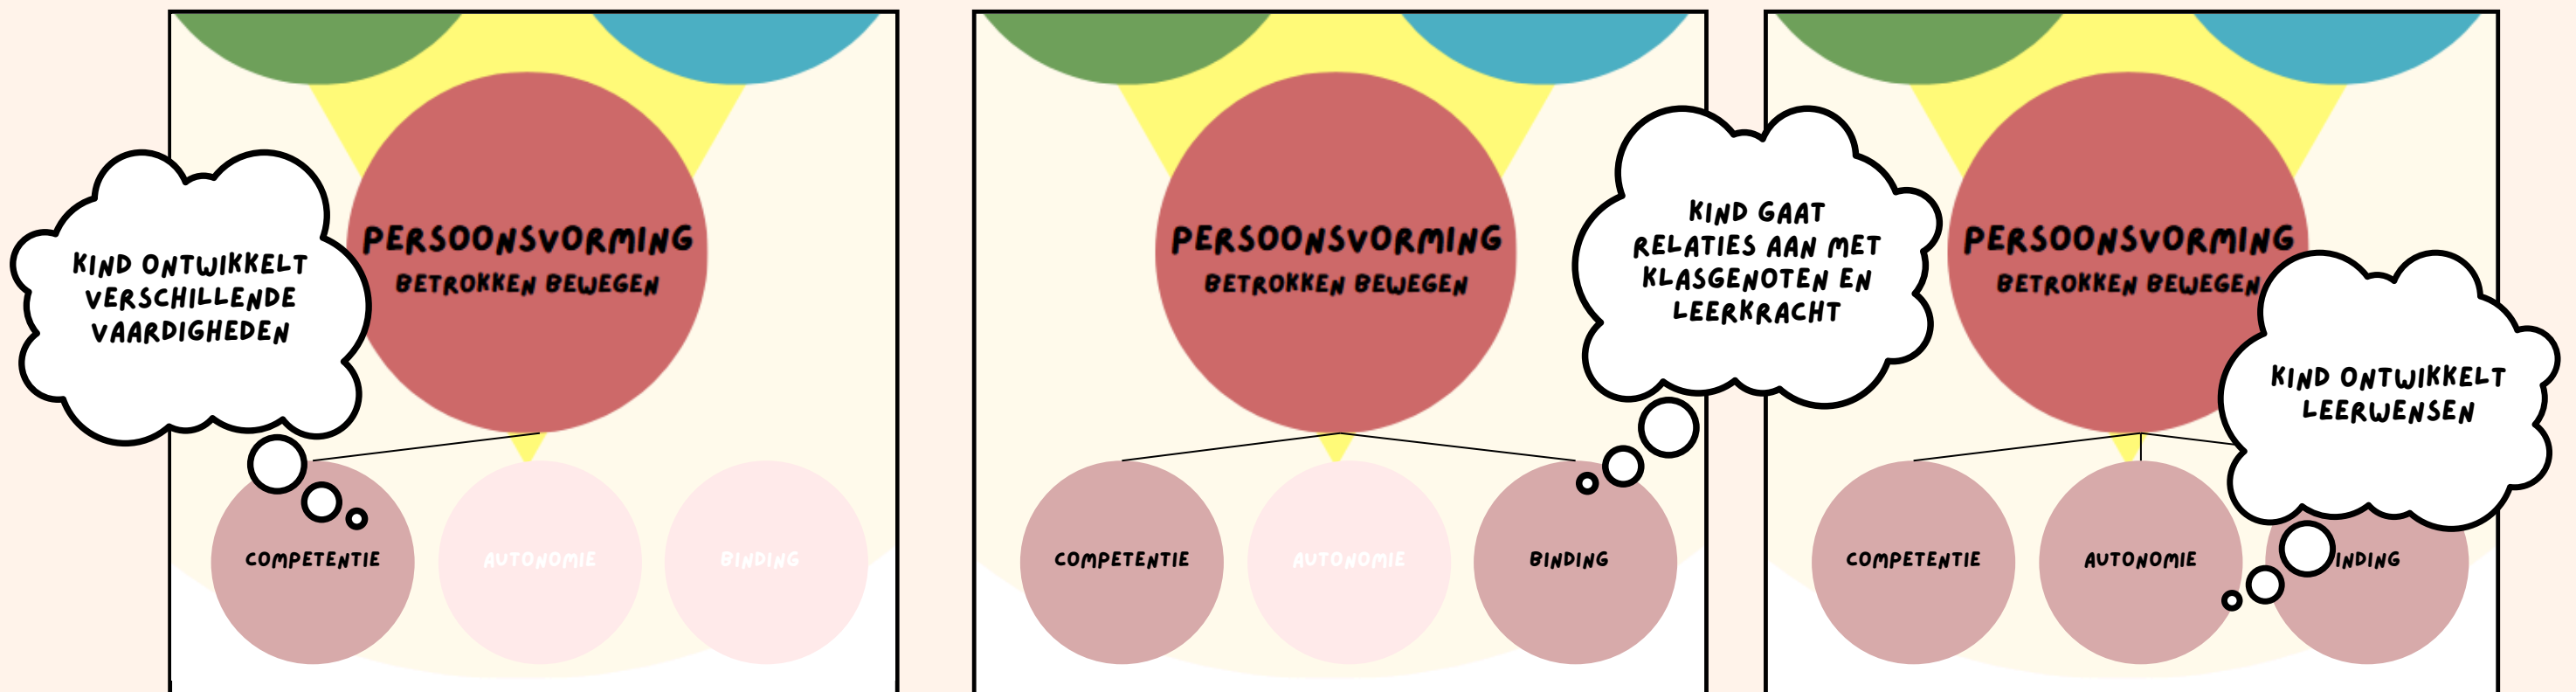 KIND ONTWIKKELT
VERSCHILLENDE
VAARDIGHEDEN
PERSOONSVORMING
BETROKKEN BEWEGEN
COMPETENTIE
AUTONOMIE
BINDING
PERSOONSVORMING
BETROKKEN BEWEGEN
KIND GAAT
RELATIES AAN MET
KLASGENOTEN EN
LEERKRACHT
COMPETENTIE
AUTONOMIE
BINDING
PERSOONSVORMING
BETROKKEN BEWEGEN
KIND ONTWIKKELT
LEERWENSEN
COMPETENTIE
AUTONOMIE
INDING